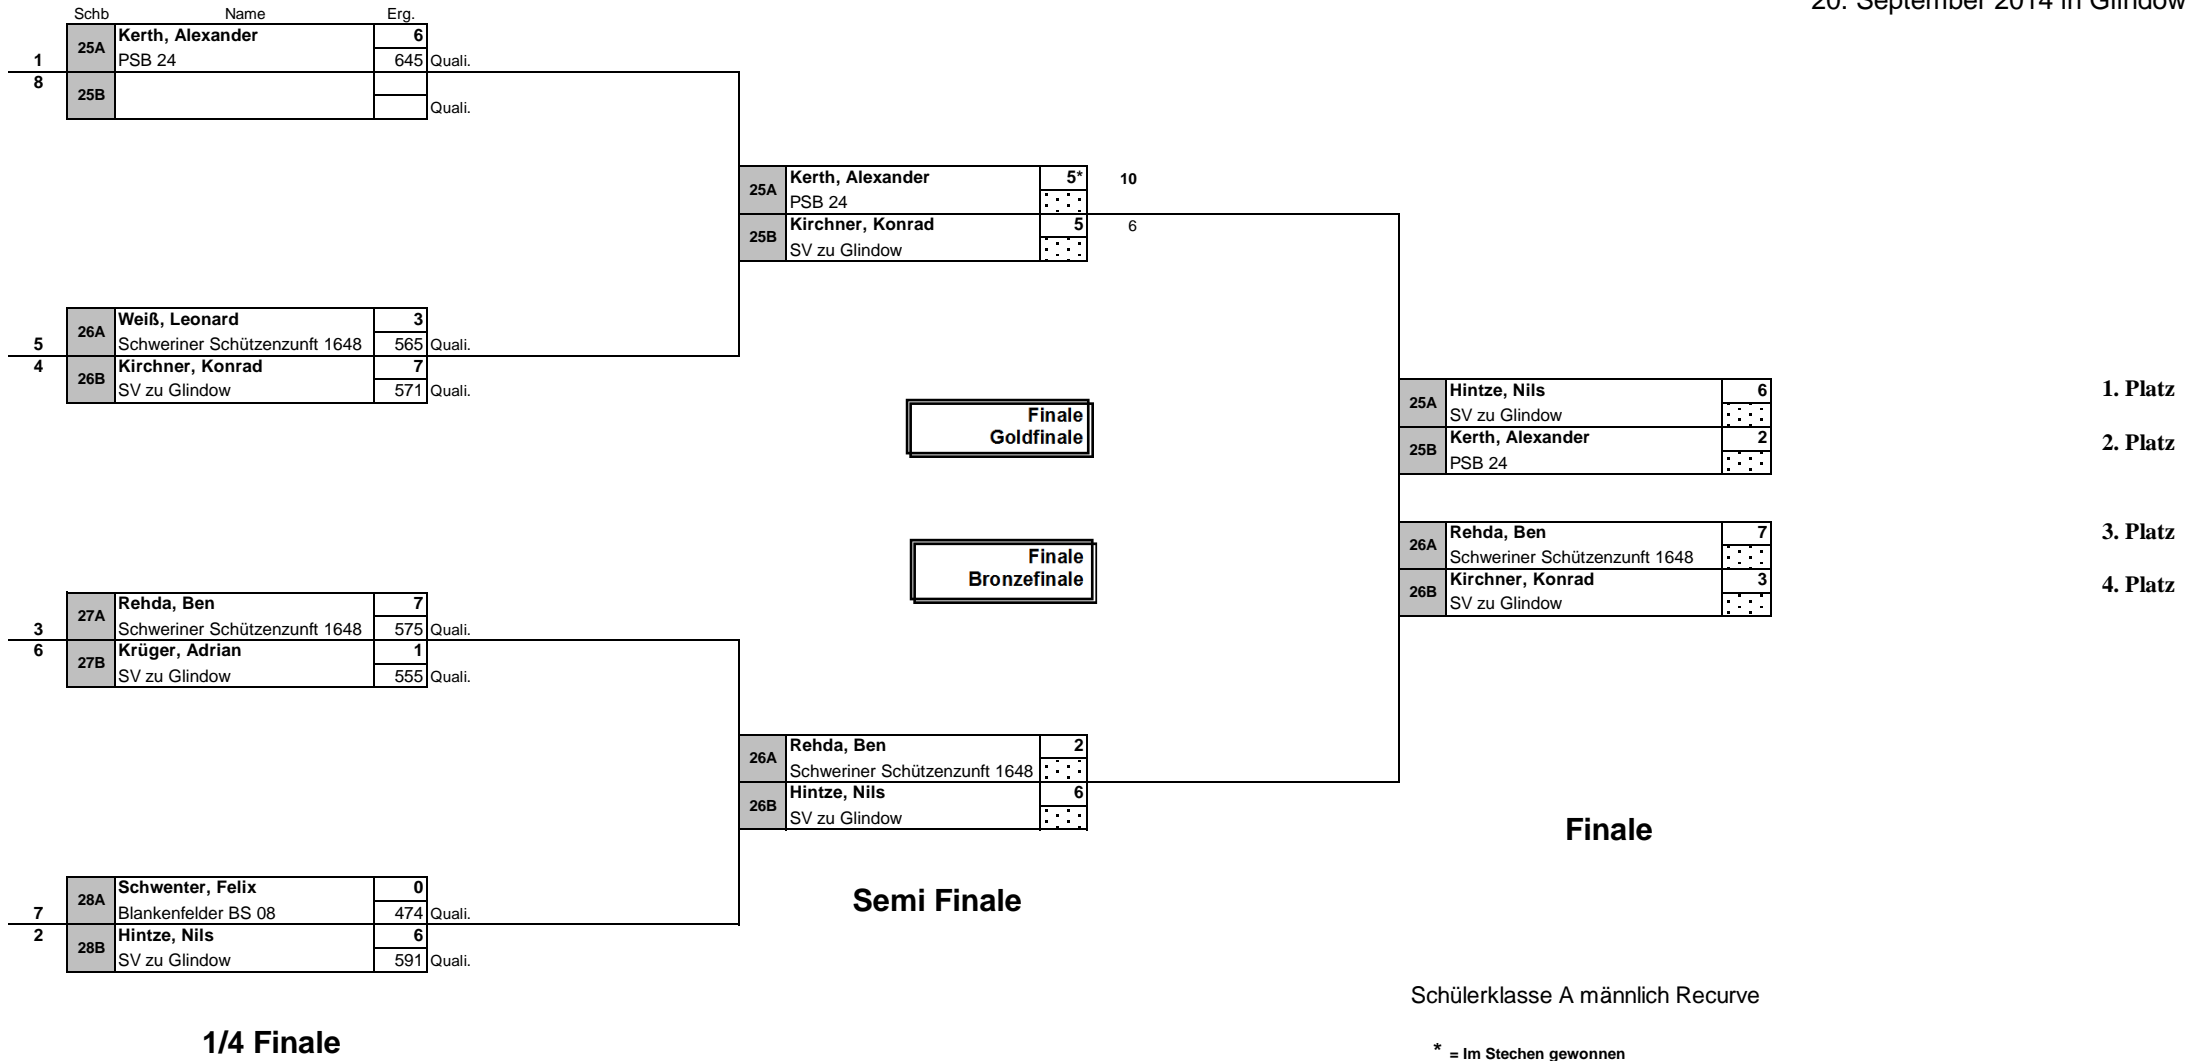 20. September 2014 in Glindow
Schb Name Erg.
25A Kerth, Alexander 6
1 PSB 24 645 Quali.
8
25B
Quali.
25A Kerth, Alexander 5* 10
PSB 24
25B Kirchner, Konrad 5 6
SV zu Glindow
26A Weiß, Leonard 3
5 Schweriner Schützenzunft 1648 565 Quali.
4 26B Kirchner, Konrad 7
SV zu Glindow 571 Quali.
Finale
Goldfinale
25A Hintze, Nils 6 1. Platz
SV zu Glindow
25B Kerth, Alexander 2 2. Platz
PSB 24
Finale
Bronzefinale
26A Rehda, Ben 7 3. Platz
Schweriner Schützenzunft 1648
26B Kirchner, Konrad 3 4. Platz
SV zu Glindow
27A Rehda, Ben 7
3 Schweriner Schützenzunft 1648 575 Quali.
6 27B Krüger, Adrian 1
SV zu Glindow 555 Quali.
26A Rehda, Ben 2
Schweriner Schützenzunft 1648
26B Hintze, Nils 6
SV zu Glindow
Finale
28A Schwenter, Felix 0
7 Blankenfelder BS 08 474 Quali.
2 28B Hintze, Nils 6
SV zu Glindow 591 Quali.
Semi Finale
Schülerklasse A männlich Recurve
1/4 Finale
* = Im Stechen gewonnen